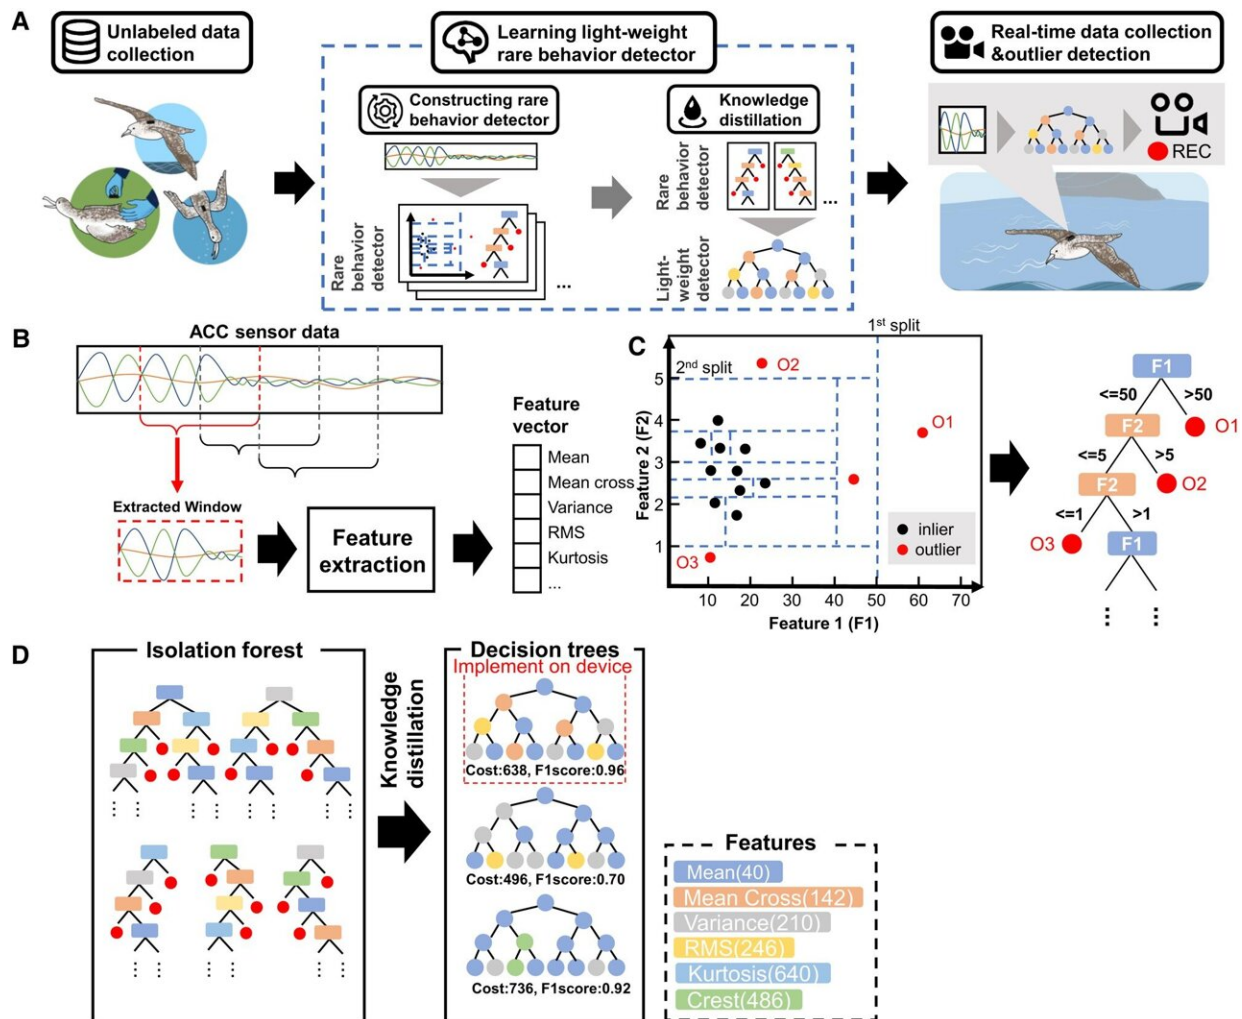 A
Unlabeled data
collection
Learning light-weight
rare behavior detector
Real-time data collection
&outlier detection
Constructing rare
behavior detector
Knowledge
distillation
REC
Rare
behavior
detector
...
Rare behavior
detector
...
Light-
weight
detector
B
ACC sensor data
Extracted Window
Feature
extraction
Feature
vector
Mean
Mean cross
Variance
RMS
Kurtosis
...
C
1st split
2nd split
O2
O1
O3
5
4
3
2
1
Feature 2 (F2)
inlier
outlier
10 20 30 40 50 60 70
Feature 1 (F1)
F1
<=50 >50
F2 O1
<=5 >5
F2 O2
<=1 >1
O3 F1
D
Isolation forest
Knowledge
distillation
Decision trees
Implement on device
Cost:638, F1score:0.96
Cost:496, F1score:0.70
Cost:736, F1score:0.92
Features
Mean(40)
Mean Cross(142)
Variance(210)
RMS(246)
Kurtosis(640)
Crest(486)